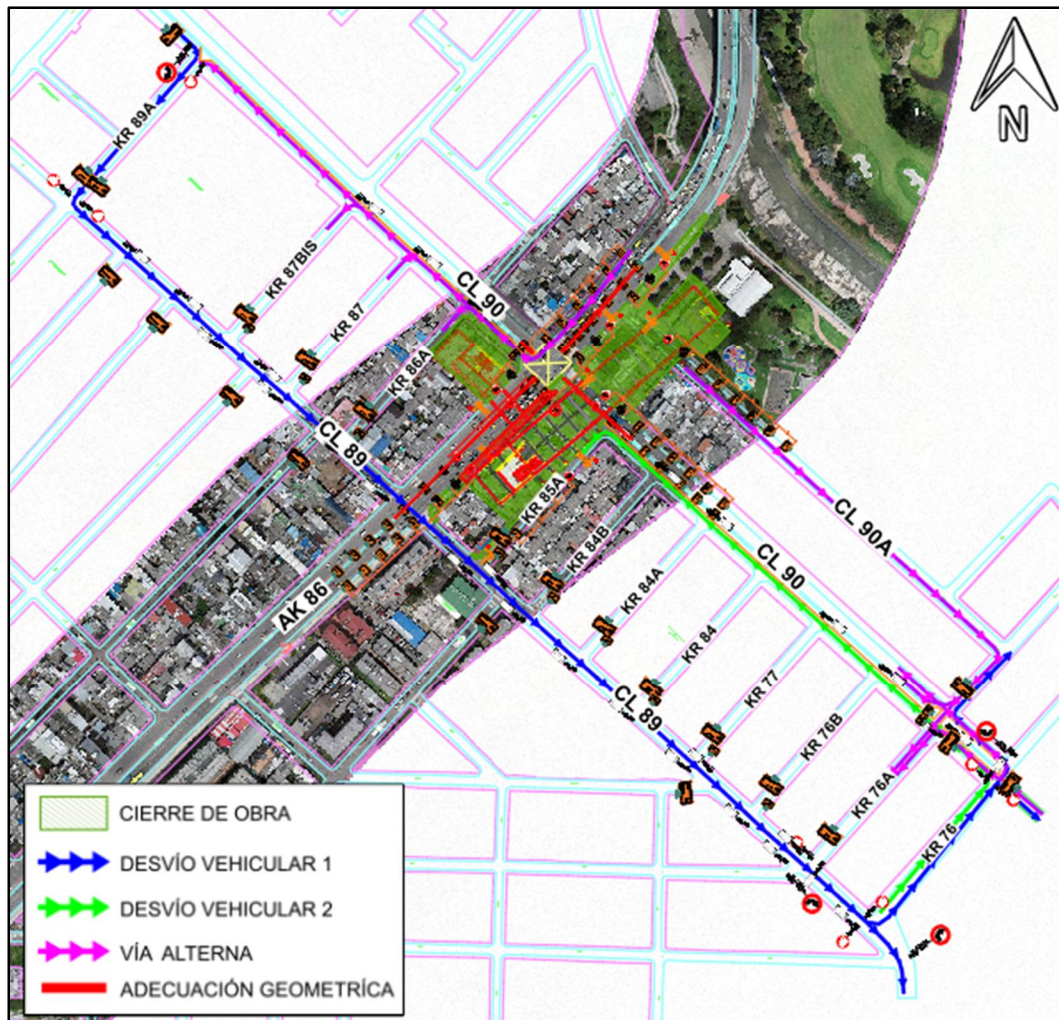 N
KR 89A
KR 87BIS
KR 87
CL 90
KR 86A
CL 89
KR 85A
KR 84B
AK 86
KR 84A
CL 90
CL 90A
KR 84
CL 89
KR 77
KR 76B
KR 76A
KR 76
CIERRE DE OBRA
DESVÍO VEHICULAR 1
DESVÍO VEHICULAR 2
VÍA ALTERNA
ADECUACIÓN GEOMETRÍCA